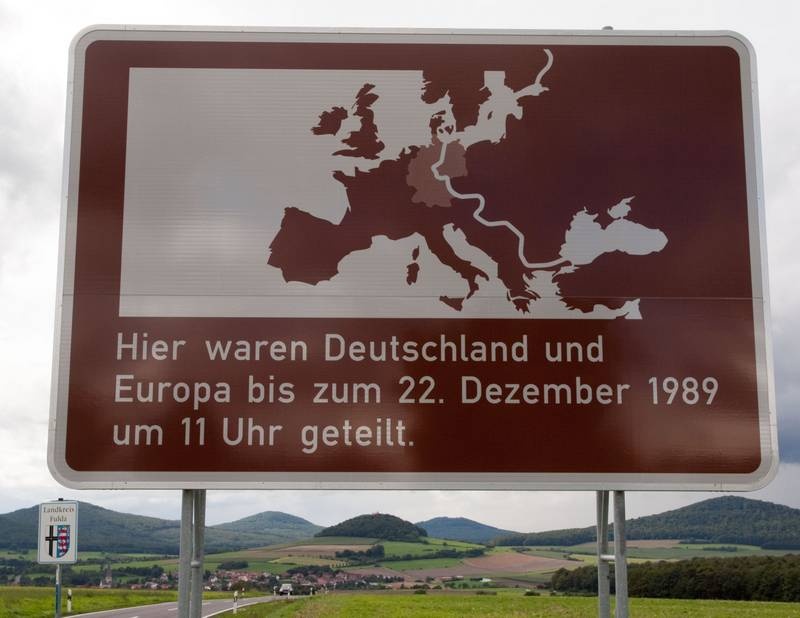 Hier waren Deutschland und
Europa bis zum 22. Dezember 1989
um 11 Uhr geteilt.
Landkreis
Fulda